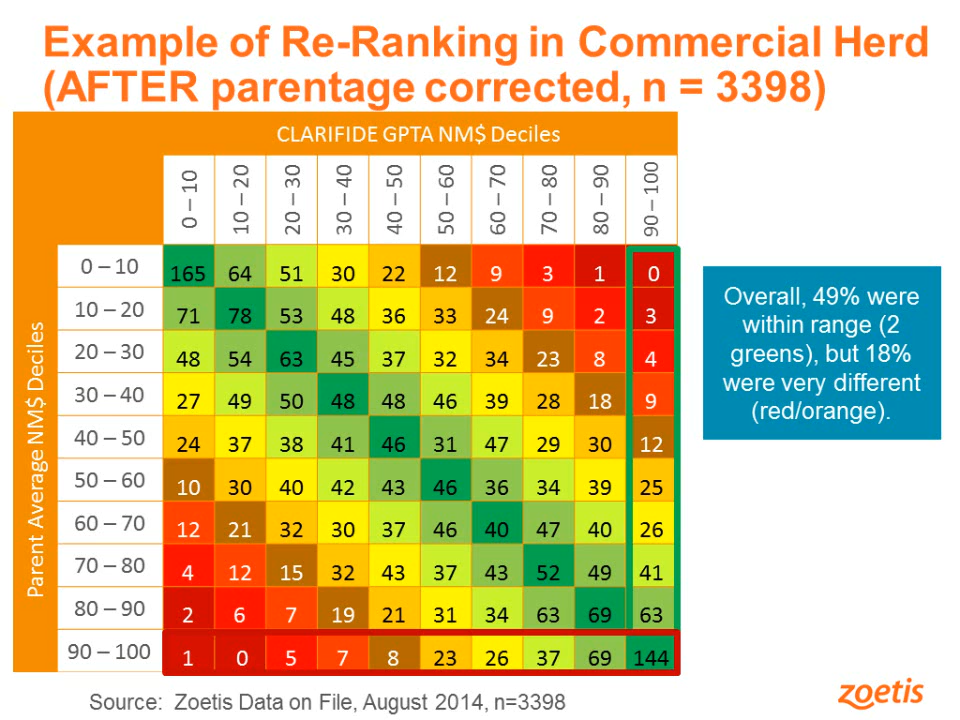 Example of Re-Ranking in Commercial Herd
(AFTER parentage corrected, n = 3398)
CLARIFIDE GPTA NM$ Deciles
0 – 10 10 – 20 20 – 30 30 – 40 40 – 50 50 – 60 60 – 70 70 – 80 80 – 90 90 – 100
Parent Average NM$ Deciles
0 – 10 165 64 51 30 22 12 9 3 1 0
10 – 20 71 78 53 48 36 33 24 9 2 3
20 – 30 48 54 63 45 37 32 34 23 8 4
30 – 40 27 49 50 48 48 46 39 28 18 9
40 – 50 24 37 38 41 46 31 47 29 30 12
50 – 60 10 30 40 42 43 46 36 34 39 25
60 – 70 12 21 32 30 37 46 40 47 40 26
70 – 80 4 12 15 32 43 37 43 52 49 41
80 – 90 2 6 7 19 21 31 34 63 69 63
90 – 100 1 0 5 7 8 23 26 37 69 144
Overall, 49% were
within range (2
greens), but 18%
were very different
(red/orange).
Source: Zoetis Data on File, August 2014, n=3398
zoetis